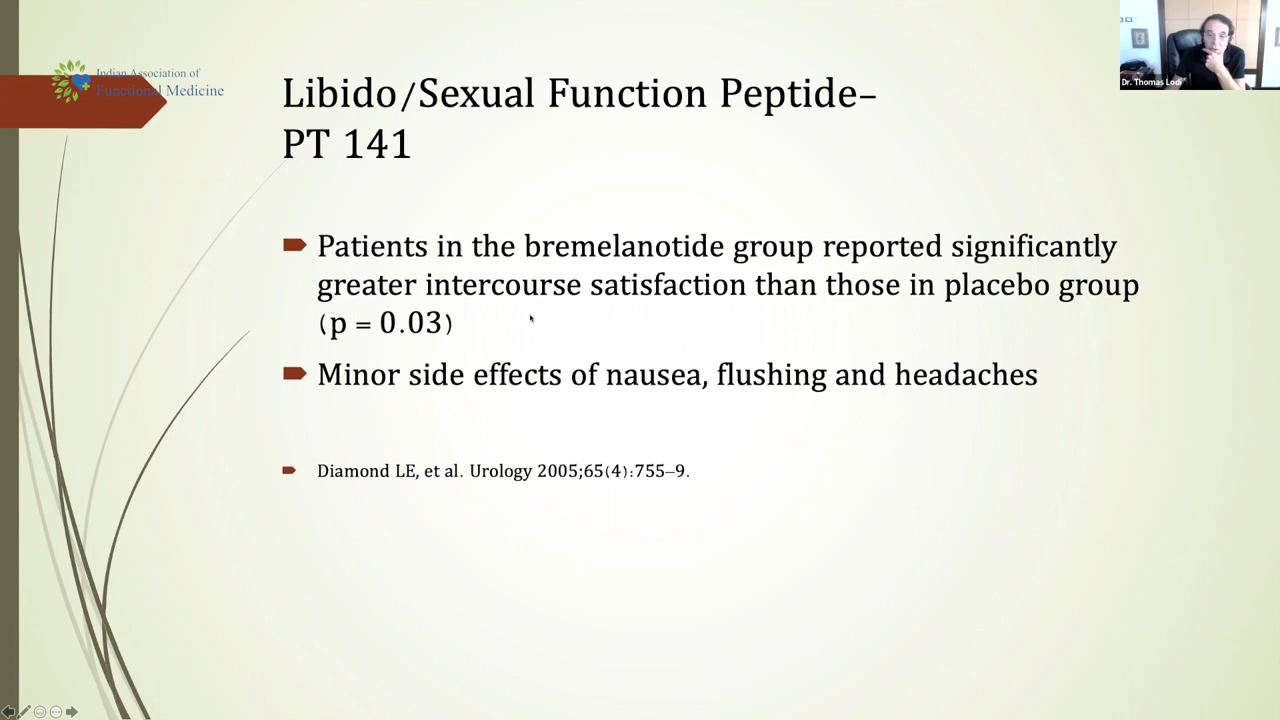 Indian Association of
Functional Medicine
Libido/Sexual Function Peptide–
PT 141
Patients in the bremelanotide group reported significantly
greater intercourse satisfaction than those in placebo group
(p = 0.03)
Minor side effects of nausea, flushing and headaches
Diamond LE, et al. Urology 2005;65(4):755–9.
Dr. Thomas Lodi